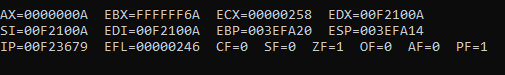 AX=0000000A EBX=FFFFFF6A ECX=00000258 EDX=00F2100A
SI=00F2100A EDI=00F2100A EBP=003EFA20 ESP=003EFA14
IP=00F23679 EFL=00000246 CF=0 SF=0 ZF=1 OF=0 AF=0 PF=1